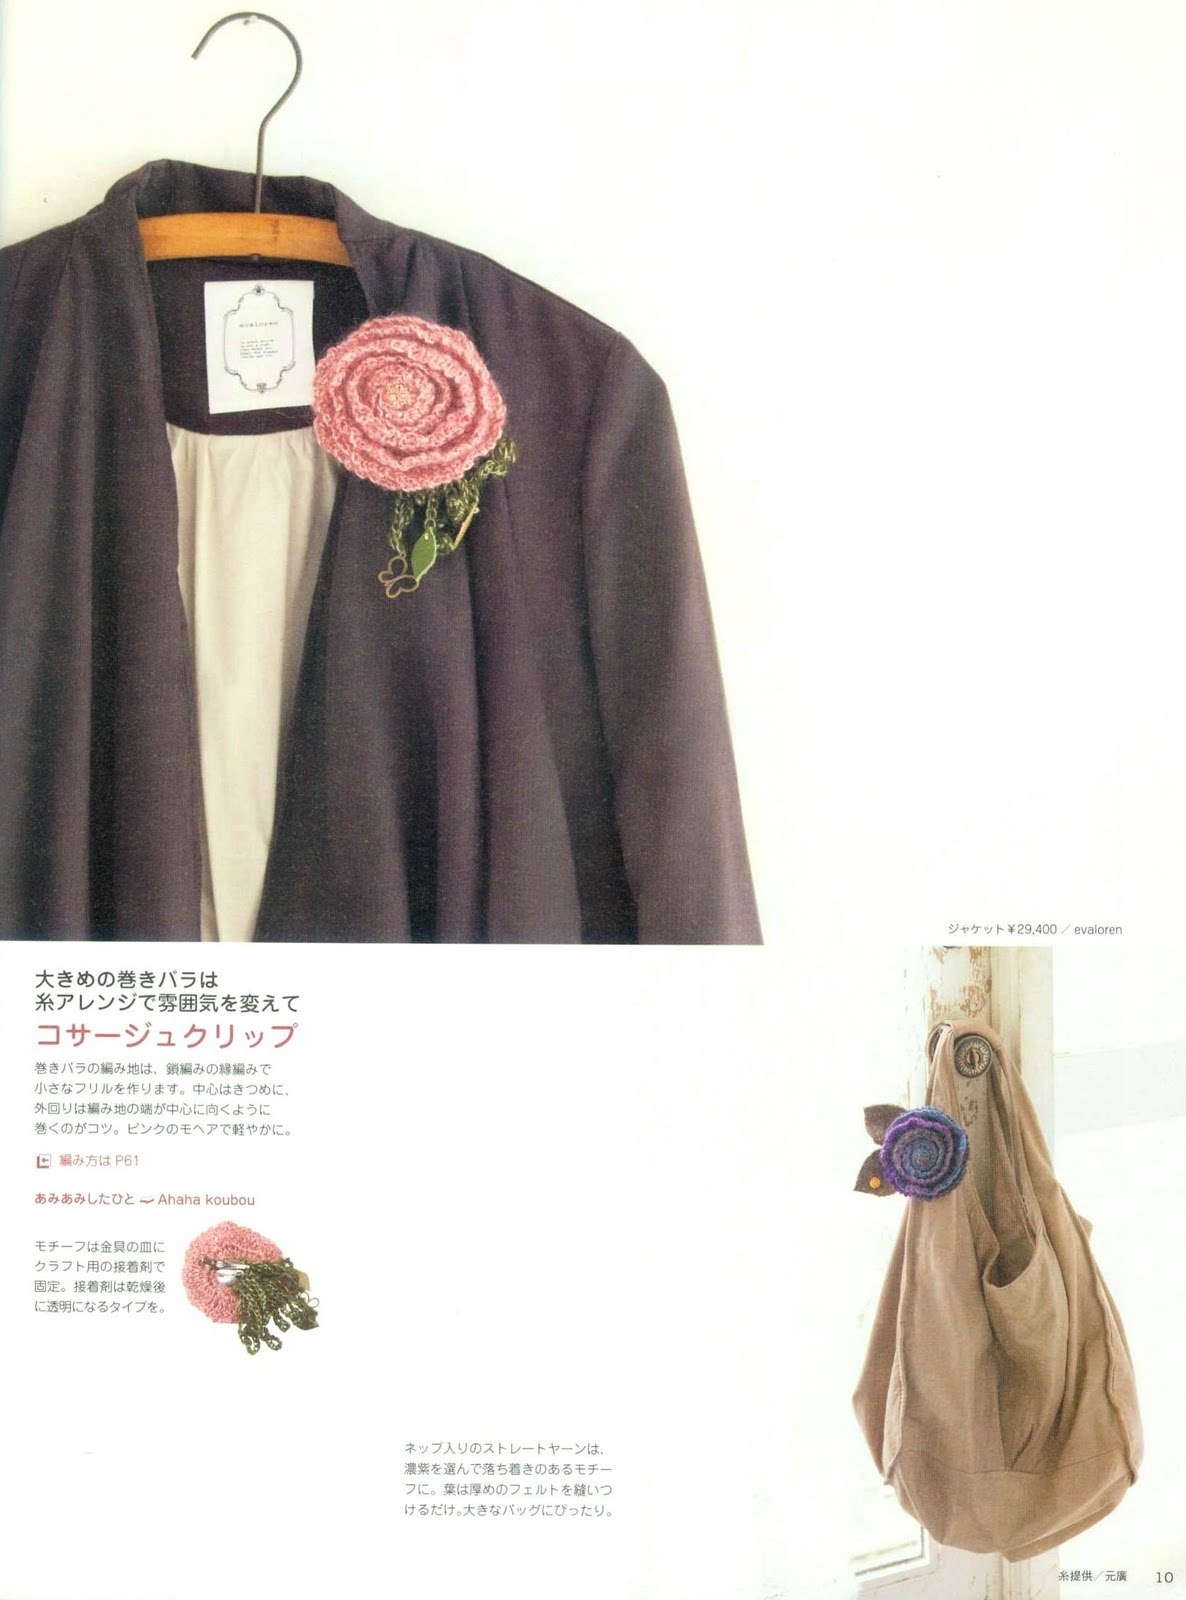 evaloren
ジャケット￥29,400 ／ evaloren
大きめの巻きバラは
糸アレンジで雰囲気を変えて
コサージュクリップ
巻きバラの編み地は、鎖編みの縁編みで
小さなフリルを作ります。中心はきつめに、
外回りは編み地の端が中心に向くように
巻くのがコツ。ピンクのモヘアで軽やかに。
編み方は P61
あみあみしたひと Ahaha koubou
モチーフは金具の皿に
クラフト用の接着剤で
固定。接着剤は乾燥後
に透明になるタイプを。
ネップ入りのストレートヤーンは、
濃紫を選んで落ち着きのあるモチー
フに。葉は厚めのフェルトを縫いつ
けるだけ。大きなバッグにぴったり。
糸提供／元廣 10